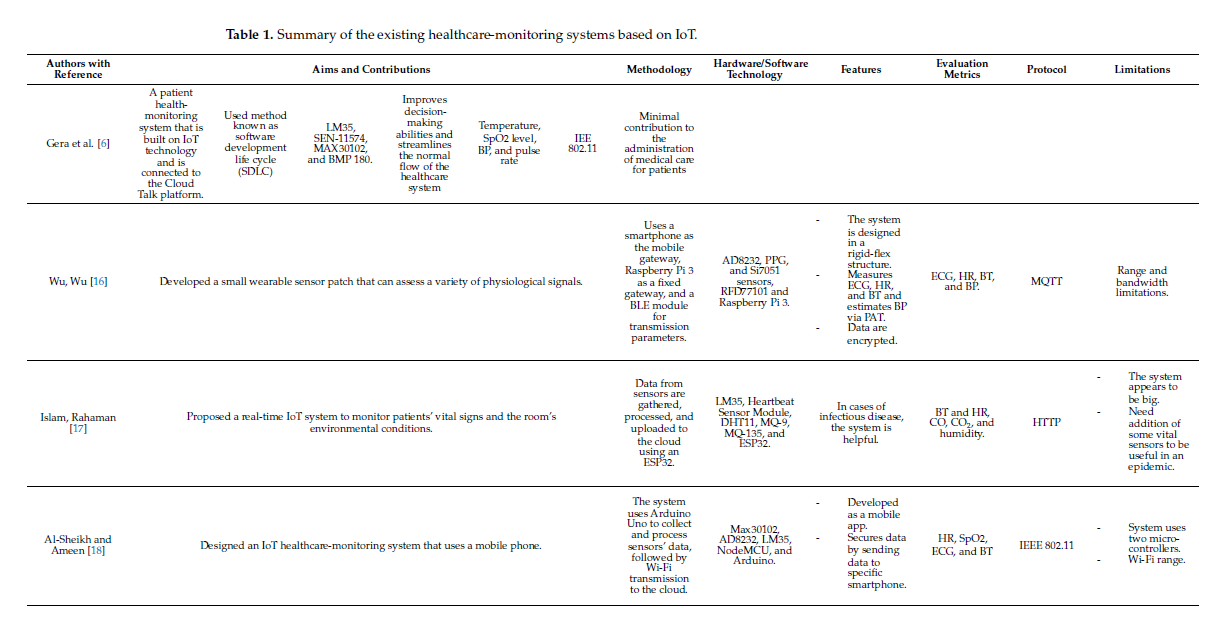 Table 1. Summary of the existing healthcare-monitoring systems based on IoT.
Authors with
Reference
Aims and Contributions
Methodology
Hardware/Software
Technology
Features
Evaluation
Metrics
Protocol
Limitations
Gera et al. [6]
A patient
health-
monitoring
system that is
built on IoT
technology
and is
connected to
the Cloud
Talk platform.
Used method
known as
software
development
life cycle
(SDLC)
LM35,
SEN-11574,
MAX30102,
and BMP 180.
Improves
decision-
making
abilities and
streamlines
the normal
flow of the
healthcare
system
Temperature,
SpO2 level,
BP, and pulse
rate
IEE
802.11
Minimal
contribution to
the
administration
of medical care
for patients
Wu, Wu [16]
Developed a small wearable sensor patch that can assess a variety of physiological signals.
Uses a
smartphone as
the mobile
gateway,
Raspberry Pi 3
as a fixed
gateway, and a
BLE module
for
transmission
parameters.
AD8232, PPG,
and Si7051
sensors,
RFD77101 and
Raspberry Pi 3.
- The system
is designed
in a
rigid-flex
structure.
- Measures
ECG, HR,
and BT and
estimates BP
via PAT.
- Data are
encrypted.
ECG, HR, BT,
and BP.
MQTT
Range and
bandwidth
limitations.
Islam, Rahaman
[17]
Proposed a real-time IoT system to monitor patients' vital signs and the room's
environmental conditions.
Data from
sensors are
gathered,
processed, and
uploaded to
the cloud
using an
ESP32.
LM35, Heartbeat
Sensor Module,
DHT11, MQ-9,
MQ-135, and
ESP32.
In cases of
infectious disease,
the system is
helpful.
BT and HR,
CO, CO₂, and
humidity.
HTTP
- The system
appears to
be big.
- Need
addition of
some vital
sensors to be
useful in an
epidemic.
Al-Sheikh and
Ameen [18]
Designed an IoT healthcare-monitoring system that uses a mobile phone.
The system
uses Arduino
Uno to collect
and process
sensors' data,
followed by
Wi-Fi
transmission
to the cloud.
Max30102,
AD8232, LM35,
NodeMCU, and
Arduino.
- Developed
as a mobile
app.
- Secures data
by sending
data to
specific
smartphone.
HR, SpO2,
ECG, and BT
IEEE 802.11
- System uses
two micro-
controllers.
- Wi-Fi range.